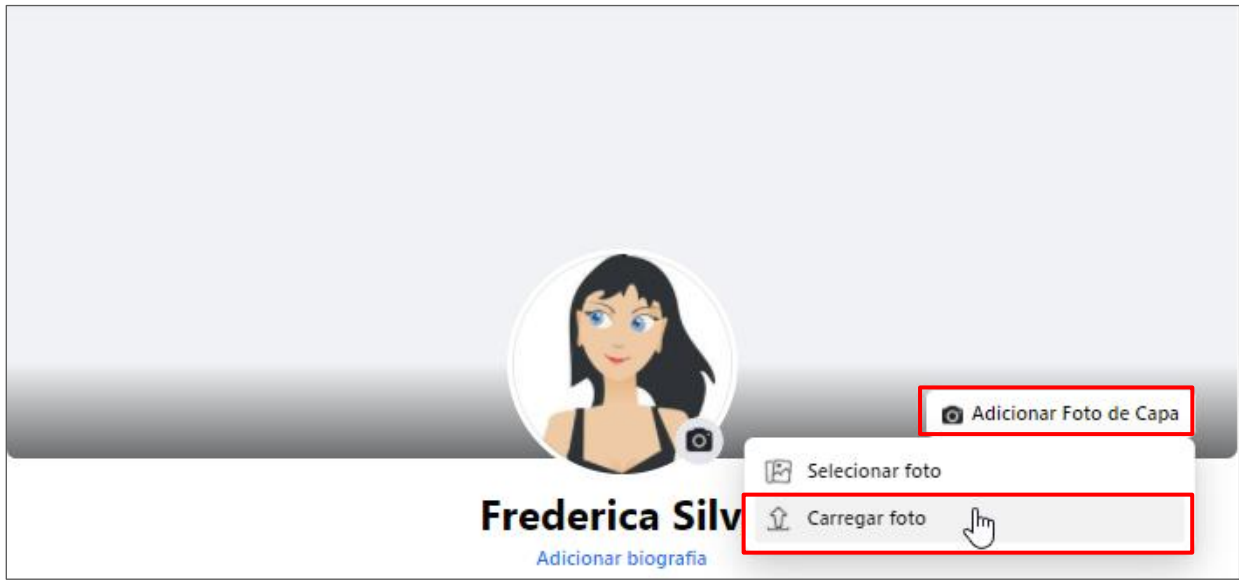 Adicionar Foto de Capa
Selecionar foto
Carregar foto
Frederica Silv
Adicionar biografia